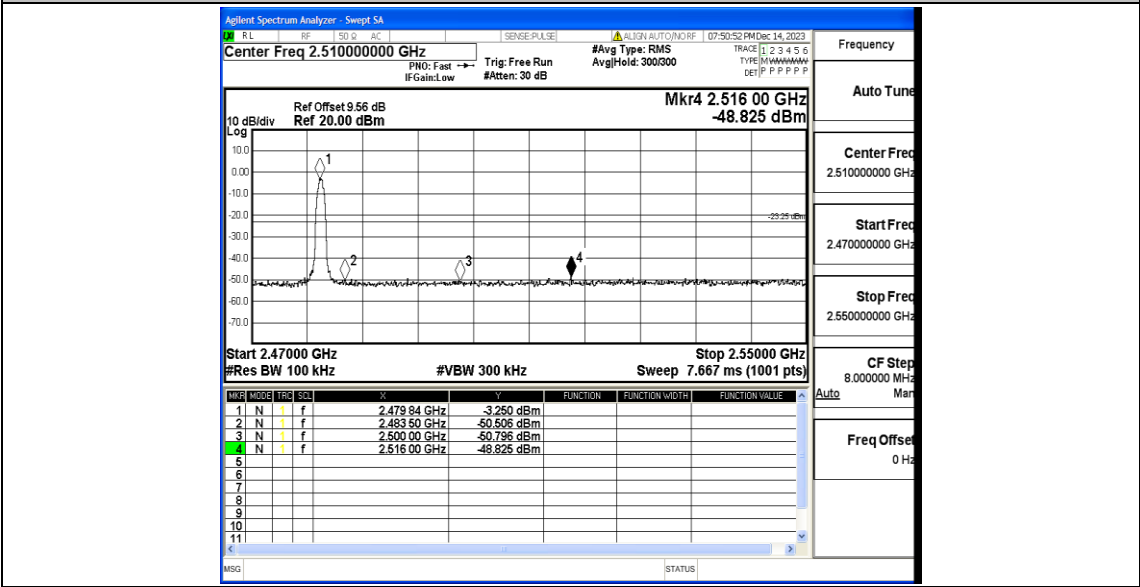 Agilent Spectrum Analyzer - Swept SA
LXI RL RF 50 Ω AC SENSE:PULSE ALIGN AUTO/NORF 07:50:52 PM Dec 14, 2023
Center Freq 2.510000000 GHz
PNO: Fast
IFGain:Low
Trig: Free Run
#Atten: 30 dB
#Avg Type: RMS
Avg|Hold: 300/300
TRACE 1 2 3 4 5 6
TYPE M WWWWW
DET P P P P P P
Ref Offset 9.56 dB
Ref 20.00 dBm
10 dB/div
Log
Mkr4 2.516 00 GHz
-48.825 dBm
10.0
0.00
-10.0
-20.0
-30.0
-40.0
-50.0
-60.0
-70.0
1
2
3
4
-23.25 dBm
Start 2.47000 GHz Stop 2.55000 GHz
#Res BW 100 kHz #VBW 300 kHz Sweep 7.667 ms (1001 pts)
MKR MODE TRC SCL X Y FUNCTION FUNCTION WIDTH FUNCTION VALUE
1 N 1 f 2.479 84 GHz -3.250 dBm
2 N 1 f 2.483 50 GHz -50.506 dBm
3 N 1 f 2.500 00 GHz -50.796 dBm
4 N 1 f 2.516 00 GHz -48.825 dBm
5
6
7
8
9
10
11
MSG STATUS
Frequency
Auto Tune
Center Freq
2.510000000 GHz
Start Freq
2.470000000 GHz
Stop Freq
2.550000000 GHz
CF Step
8.000000 MHz
Auto Man
Freq Offset
0 Hz